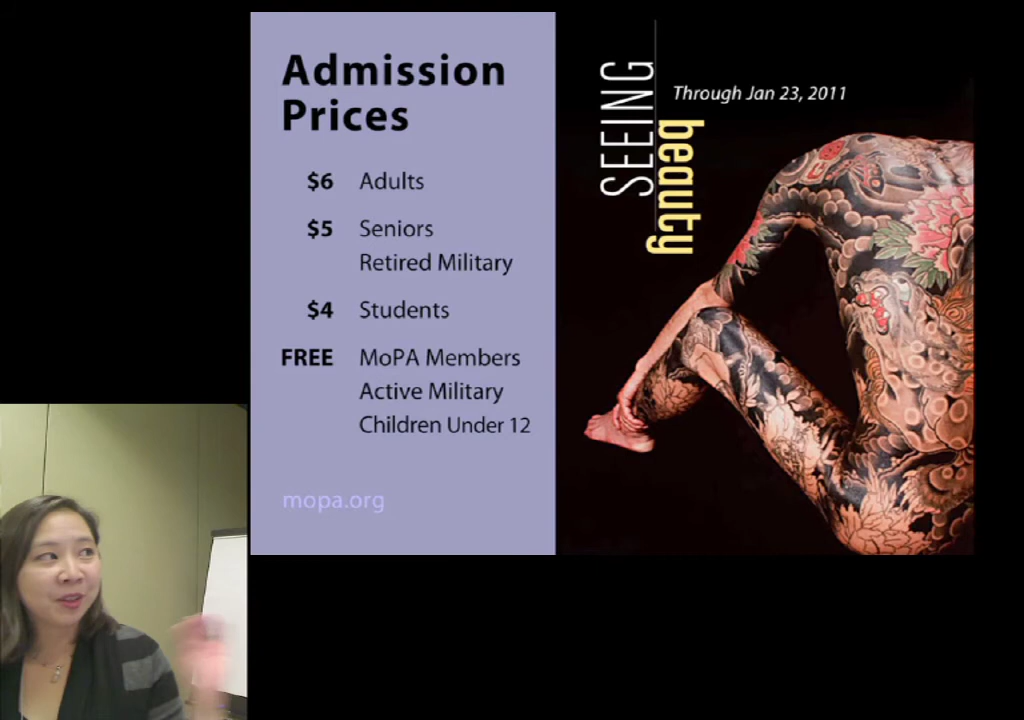 Admission
Prices
$6 Adults
$5 Seniors
Retired Military
$4 Students
FREE MoPA Members
Active Military
Children Under 12
mopa.org
SEEING
beauty
Through Jan 23, 2011